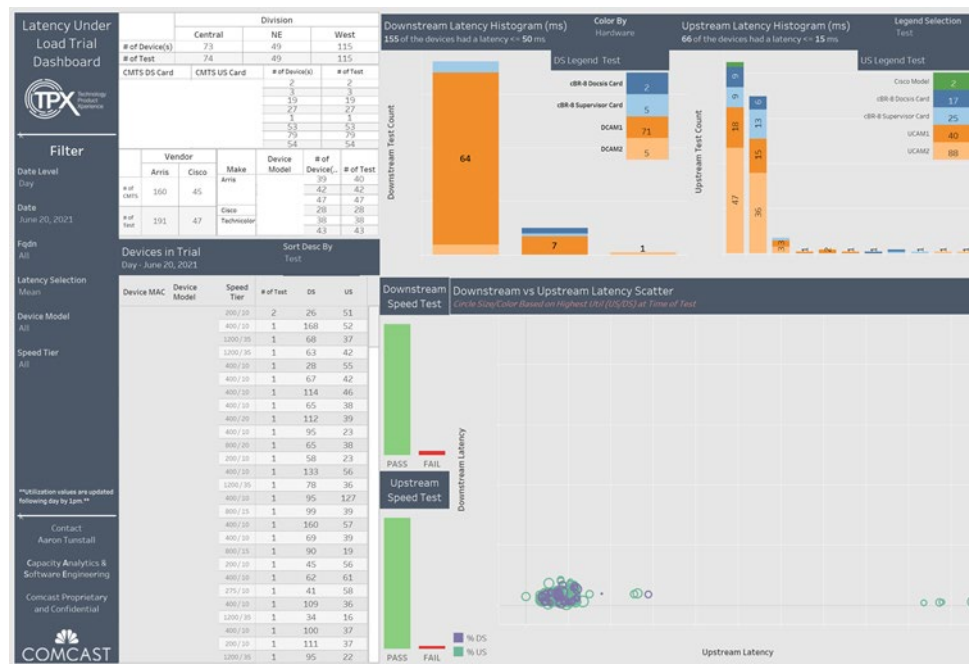 Latency Under
Load Trial
Dashboard
TPX Technology
Product
Xperience
Filter
Date Level
Day
Date
June 20, 2021
Fqdn
All
Latency Selection
Mean
Device Model
All
Speed Tier
All
**Utilization values are updated
following day by 1pm.**
Contact
Aaron Tunstall
Capacity Analytics &
Software Engineering
Comcast Proprietary
and Confidential
COMCAST
Division
Central NE West
# of Device(s) 73 49 115
# of Test 74 49 115
CMTS DS Card CMTS US Card # of Device(s) # of Test
2 2
3 3
19 19
27 27
1 1
53 53
79 79
54 54
Vendor
Arris Cisco
# of
CMTS 160 45
# of
Test 191 47
Make Device
Model # of
Device(.. # of Test
Arris 39 40
42 42
47 47
Cisco 28 28
Technicolor 38 38
43 43
Devices in Trial
Day - June 20, 2021
Sort Desc By
Test
Device MAC Device
Model Speed
Tier # of Test DS US
200/10 2 26 51
400/10 1 168 52
1200/35 1 68 37
1200/35 1 63 42
400/10 1 28 55
400/10 1 67 42
400/10 1 114 46
400/10 1 65 38
400/20 1 112 39
400/10 1 95 23
800/20 1 65 38
200/10 1 58 23
400/10 1 133 56
1200/35 1 78 36
400/10 1 95 127
800/15 1 99 39
400/10 1 160 57
400/10 1 69 39
800/15 1 90 19
200/10 1 45 56
400/10 1 62 61
275/10 1 41 58
400/10 1 109 36
1200/35 1 34 16
400/10 1 100 37
200/10 1 111 37
1200/35 1 95 22
Downstream Latency Histogram (ms)
155 of the devices had a latency <= 50 ms
Color By
Hardware
DS Legend Test
cBR-8 Docsis Card 2
cBR-8 Supervisor Card 5
DCAM1 71
DCAM2 5
Downstream Test Count
64
7
1
Upstream Latency Histogram (ms)
66 of the devices had a latency <= 15 ms
Legend Selection
Test
US Legend Test
Cisco Model 2
cBR-8 Docsis Card 17
cBR-8 Supervisor Card 25
UCAM1 40
UCAM2 88
Upstream Test Count
9
9
18
47
6
13
15
36
3
1
2
1
1
1
1
1
Downstream
Speed Test
PASS FAIL
Upstream
Speed Test
PASS FAIL
Downstream vs Upstream Latency Scatter
Circle Size/Color Based on Highest Util (US/DS) at Time of Test
Downstream Latency
% DS
% US
Upstream Latency